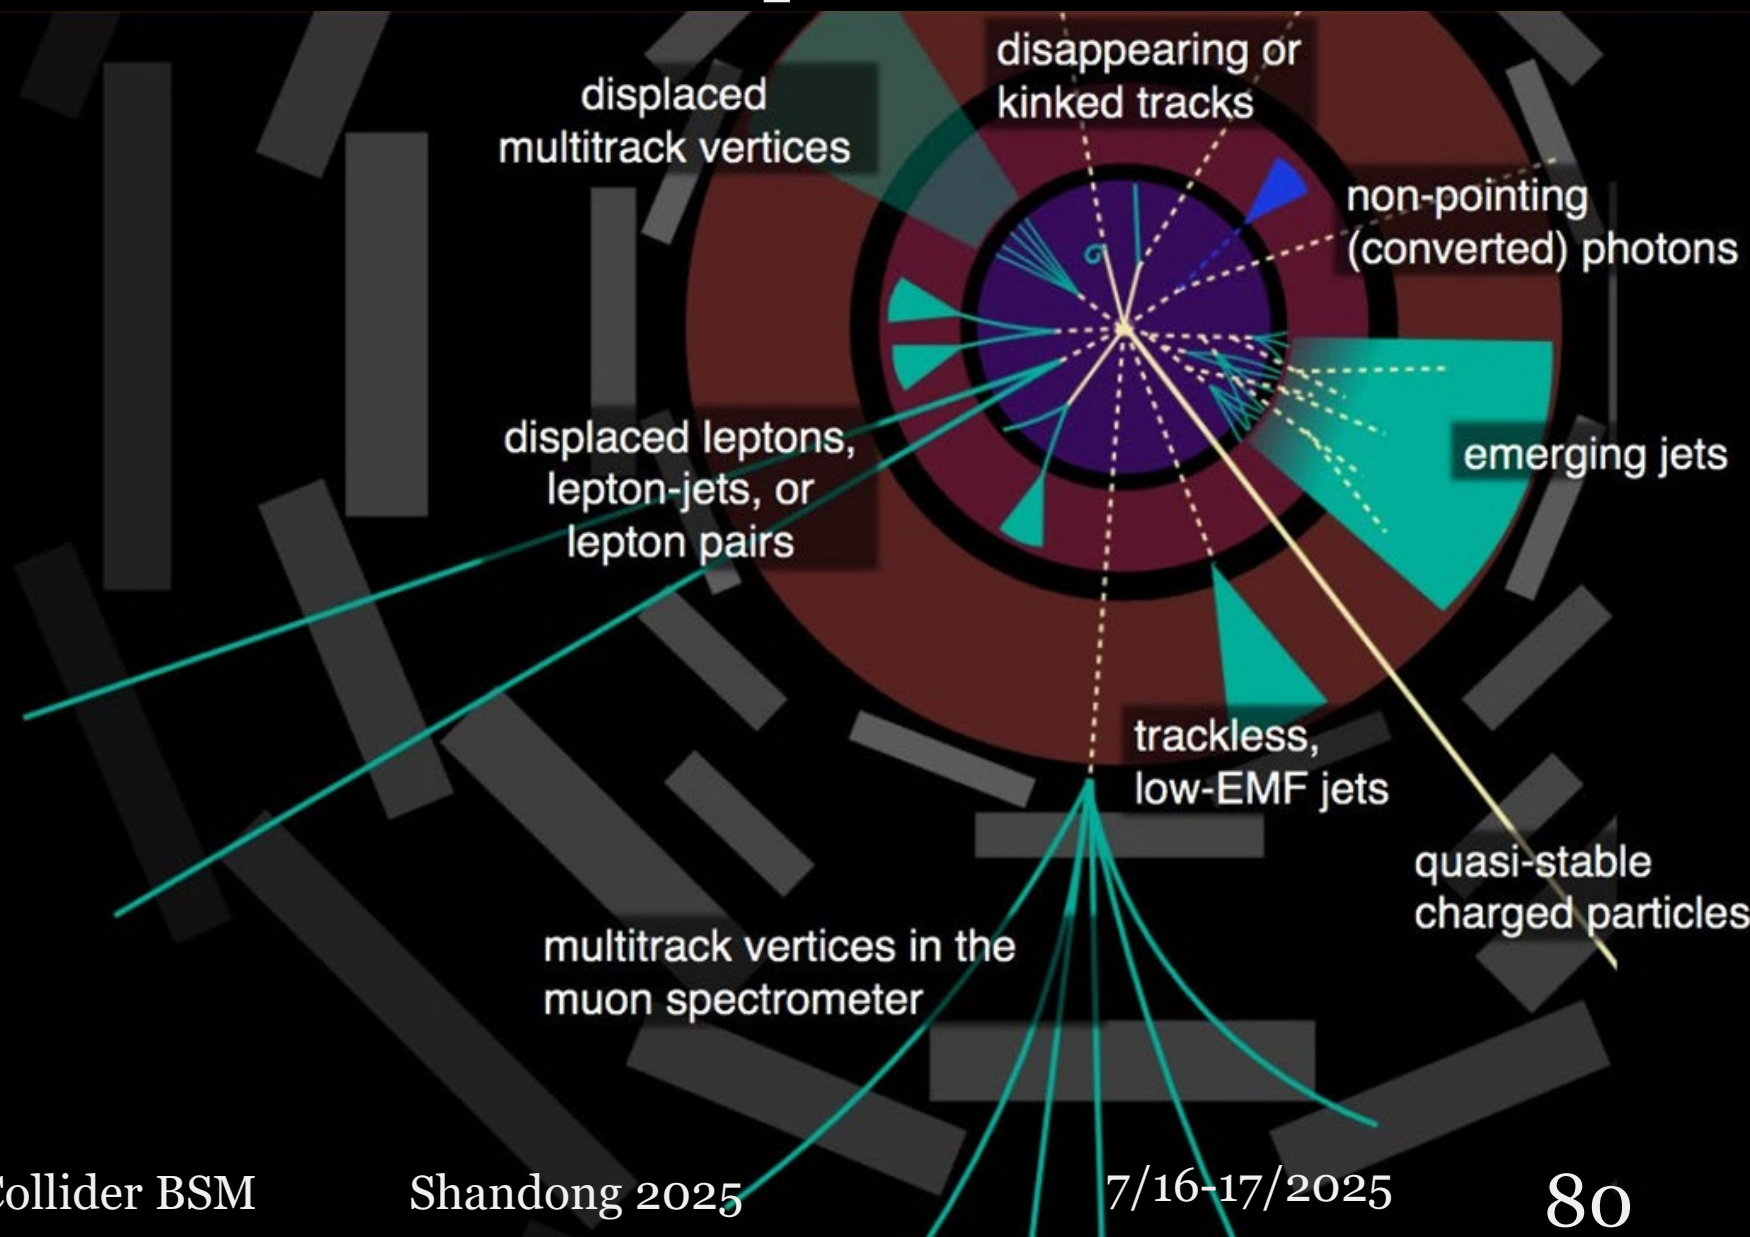 disappearing or
kinked tracks
displaced
multitrack vertices
non-pointing
(converted) photons
displaced leptons,
lepton-jets, or
lepton pairs
emerging jets
trackless,
low-EMF jets
quasi-stable
charged particles
multitrack vertices in the
muon spectrometer
ollider BSM
Shandong 2025
7/16-17/2025
80